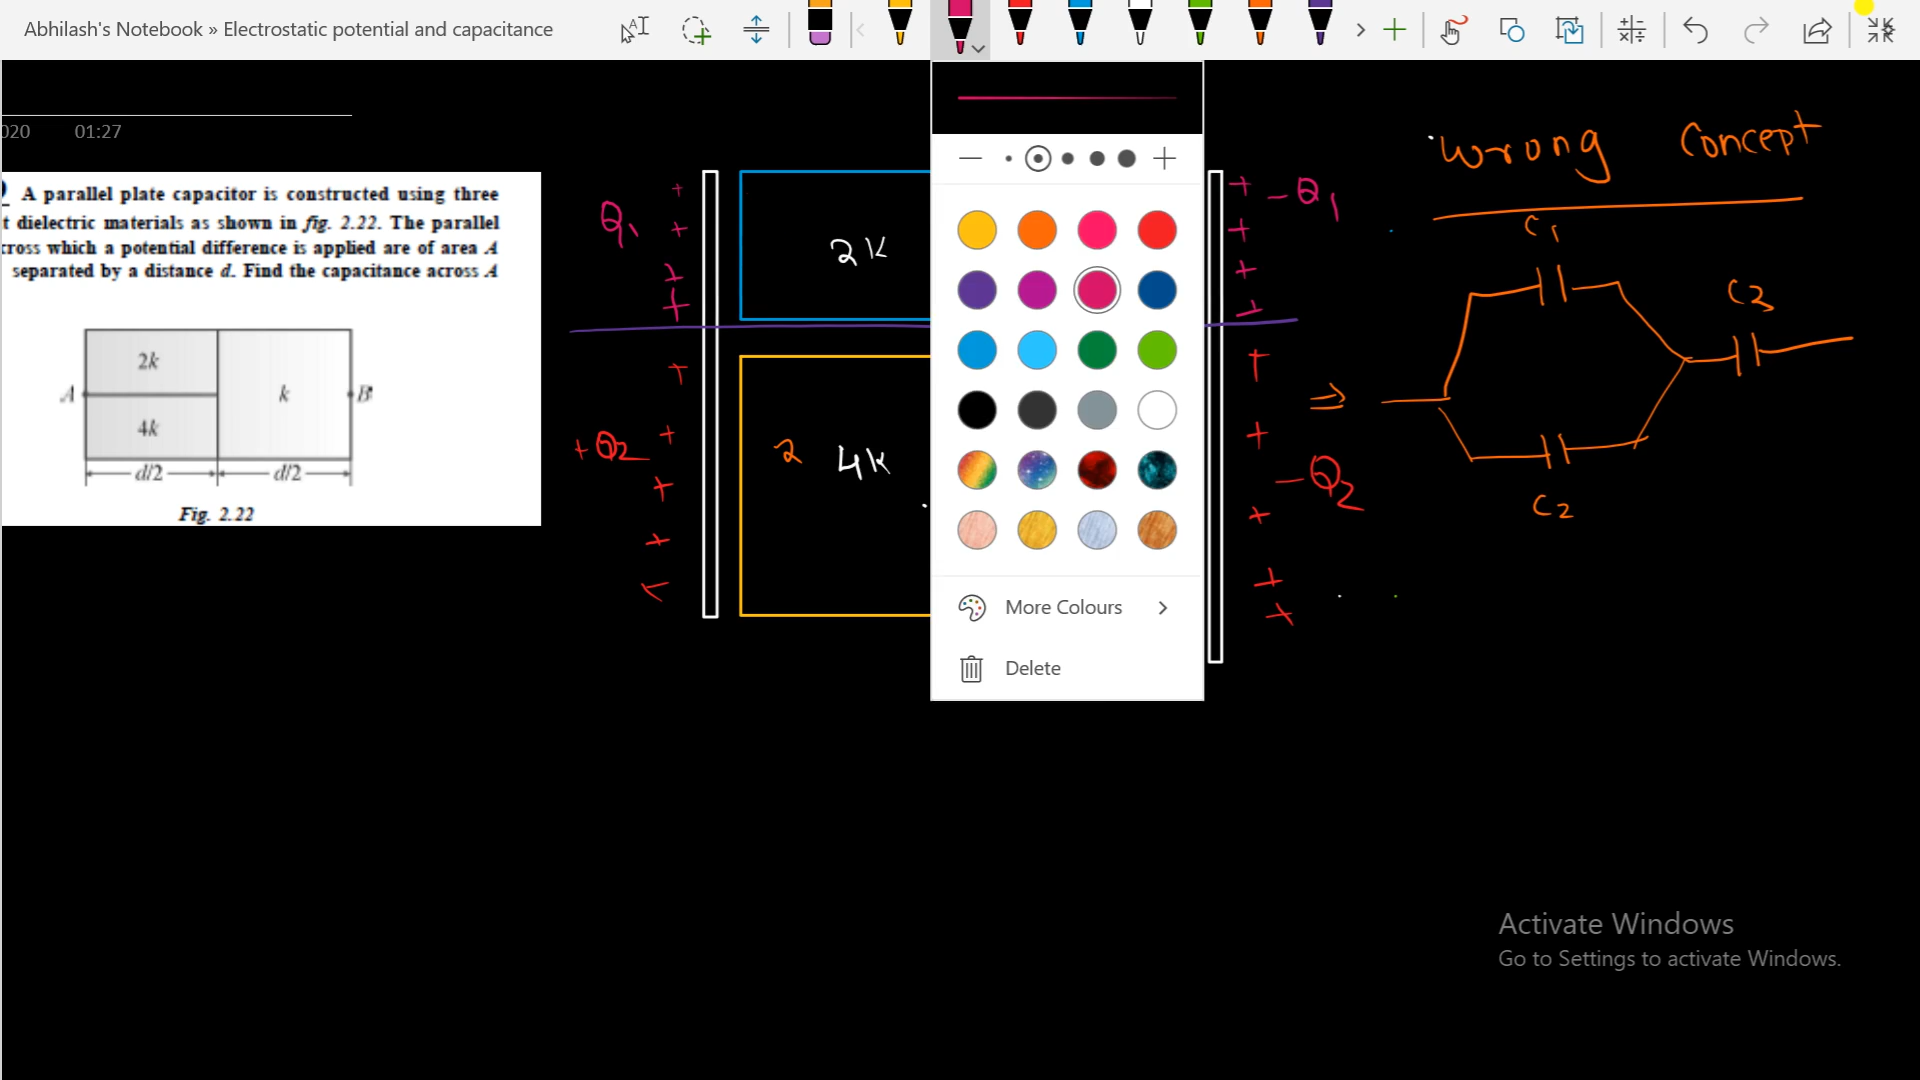 Abhilash's Notebook » Electrostatic potential and capacitance
020 01:27
A parallel plate capacitor is constructed using three
t dielectric materials as shown in fig. 2.22. The parallel
cross which a potential difference is applied are of area A
separated by a distance d. Find the capacitance across A
2k
A
k
B
4k
d/2
d/2
Fig. 2.22
Q1
+
+
+
+
2K
+
+Q2
+
+
+
2
4K
More Colours
Delete
+
+
+
-Q1
+
+
-Q2
+
+
+
Wrong Concept
C1
C3
⇒
C2
Activate Windows
Go to Settings to activate Windows.